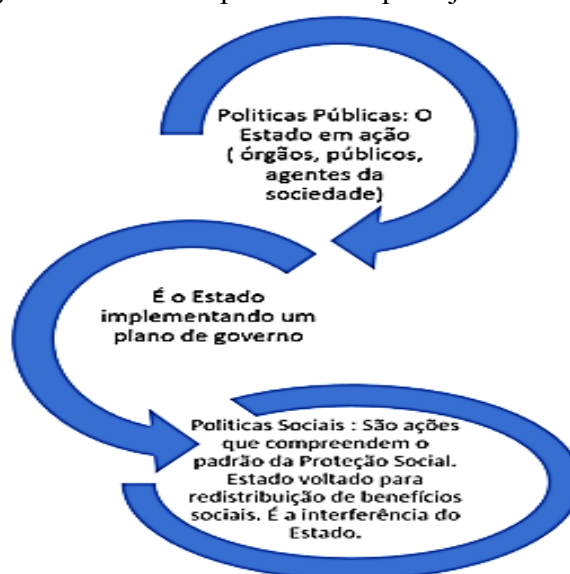 Politicas Públicas: O
Estado em ação
( órgãos, públicos,
agentes da
sociedade)
É o Estado
implementando um
plano de governo
Politicas Sociais : São ações
que compreendem o
padrão da Proteção Social.
Estado voltado para
redistribuição de benefícios
sociais. É a interferência do
Estado.